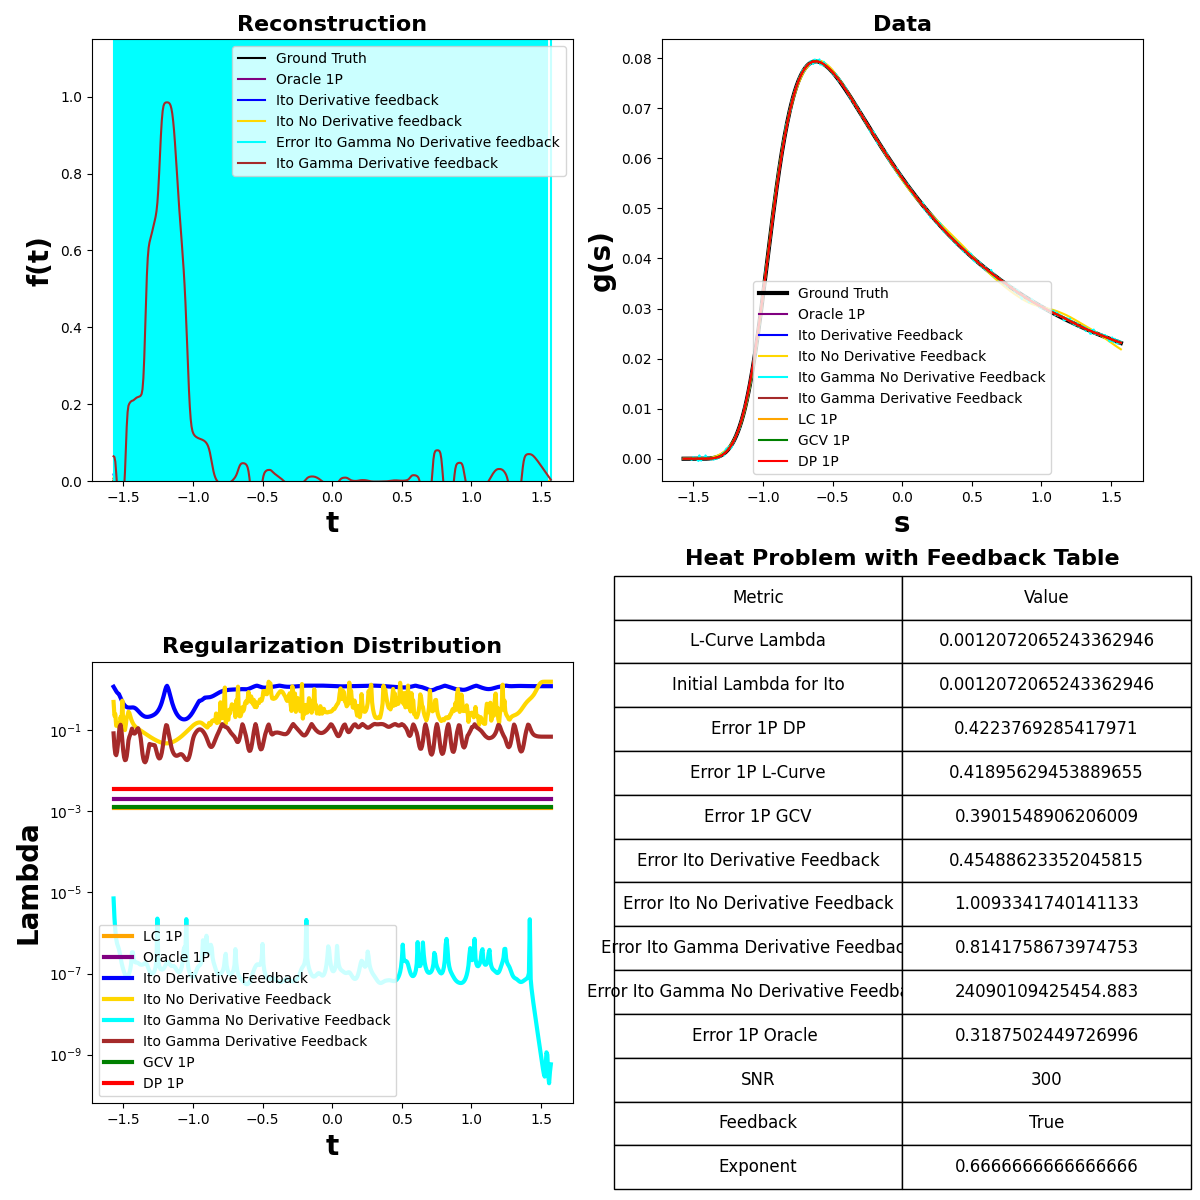 Reconstruction
f(t)
1.0
0.8
0.6
0.4
0.2
0.0
Ground Truth
Oracle 1P
Ito Derivative feedback
Ito No Derivative feedback
Error Ito Gamma No Derivative feedback
Ito Gamma Derivative feedback
−1.5 −1.0 −0.5 0.0 0.5 1.0 1.5
t
Data
g(s)
0.08
0.07
0.06
0.05
0.04
0.03
0.02
0.01
0.00
Ground Truth
Oracle 1P
Ito Derivative Feedback
Ito No Derivative Feedback
Ito Gamma No Derivative Feedback
Ito Gamma Derivative Feedback
LC 1P
GCV 1P
DP 1P
−1.5 −1.0 −0.5 0.0 0.5 1.0 1.5
s
Regularization Distribution
Lambda
10⁻¹
10⁻³
10⁻⁵
10⁻⁷
10⁻⁹
LC 1P
Oracle 1P
Ito Derivative Feedback
Ito No Derivative Feedback
Ito Gamma No Derivative Feedback
Ito Gamma Derivative Feedback
GCV 1P
DP 1P
−1.5 −1.0 −0.5 0.0 0.5 1.0 1.5
t
Heat Problem with Feedback Table
Metric Value
L-Curve Lambda 0.0012072065243362946
Initial Lambda for Ito 0.0012072065243362946
Error 1P DP 0.4223769285417971
Error 1P L-Curve 0.41895629453889655
Error 1P GCV 0.3901548906206009
Error Ito Derivative Feedback 0.45488623352045815
Error Ito No Derivative Feedback 1.0093341740141133
Error Ito Gamma Derivative Feedbac 0.8141758673974753
Error Ito Gamma No Derivative Feedba 24090109425454.883
Error 1P Oracle 0.3187502449726996
SNR 300
Feedback True
Exponent 0.6666666666666666